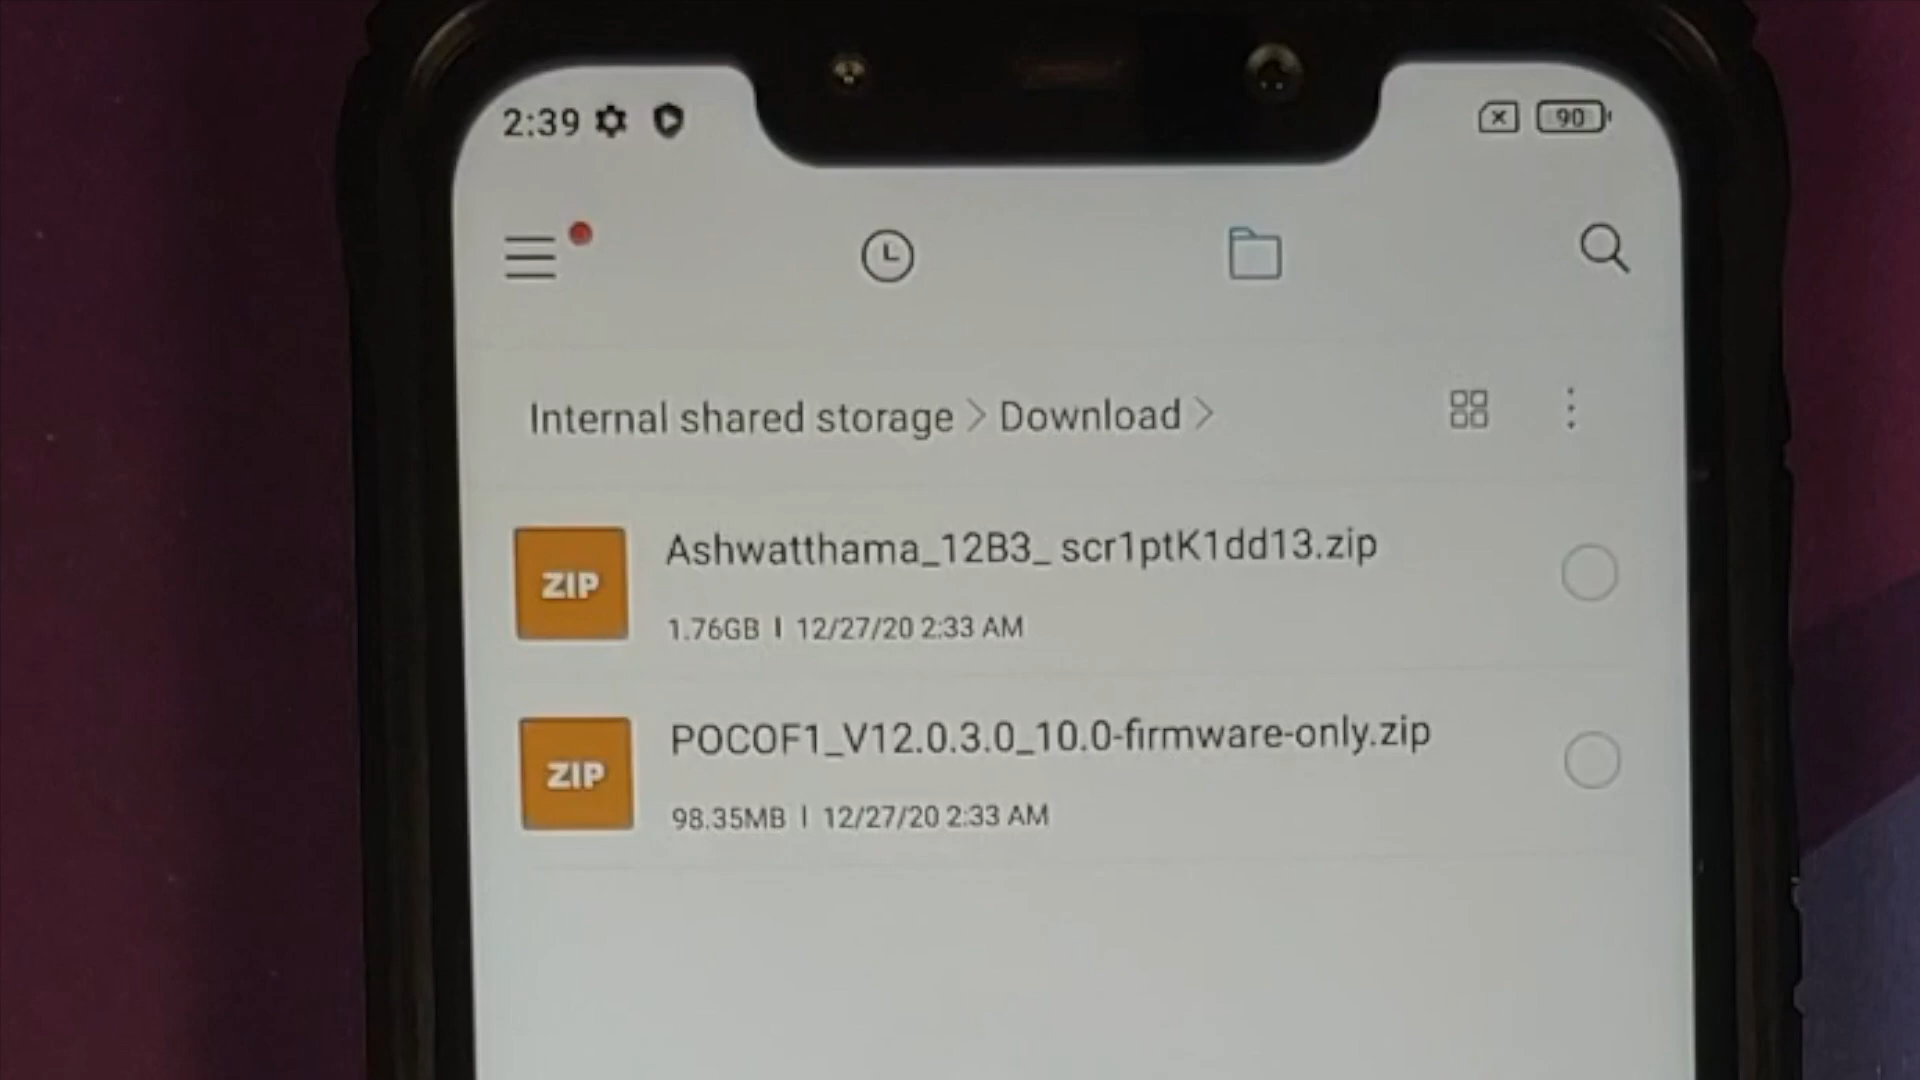 2:39
90
Internal shared storage > Download >
ZIP
Ashwatthama_12B3_ scr1ptK1dd13.zip
1.76GB | 12/27/20 2:33 AM
ZIP
POCOF1_V12.0.3.0_10.0-firmware-only.zip
98.35MB | 12/27/20 2:33 AM